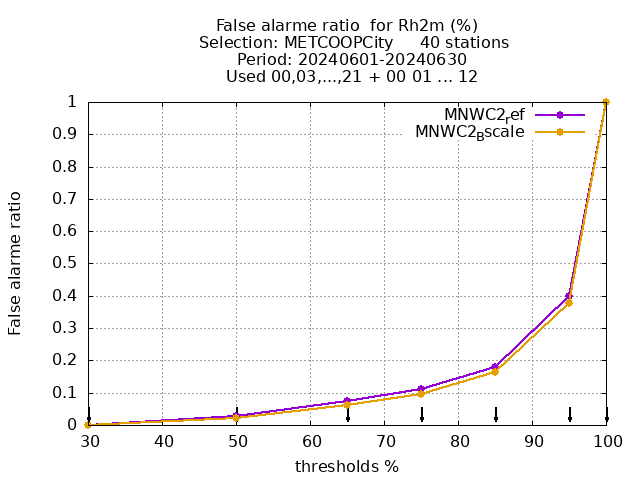 False alarme ratio  for Rh2m (%)
Selection: METCOOPCity     40 stations
Period: 20240601-20240630
Used 00,03,...,21 + 00 01 ... 12
MNWC2ref
MNWC2Bscale
1
0.9
0.8
0.7
0.6
0.5
0.4
0.3
0.2
0.1
0
False alarme ratio
30 40 50 60 70 80 90 100
thresholds %